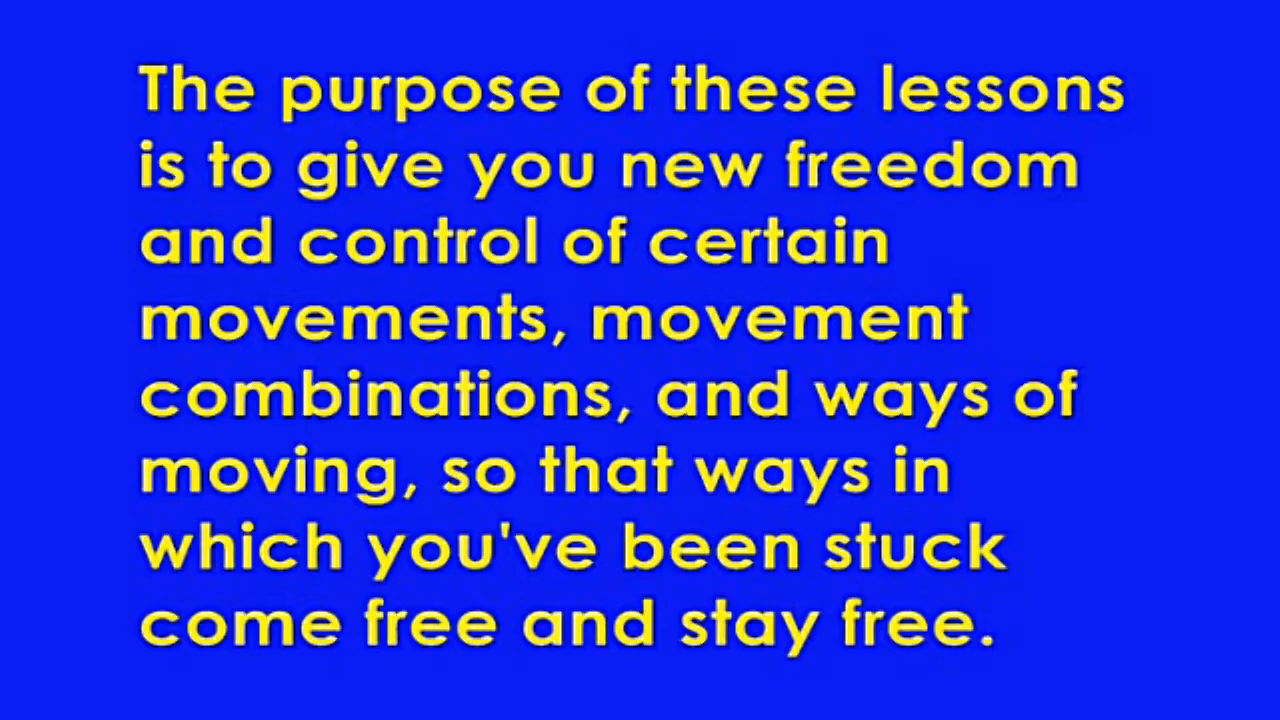 The purpose of these lessons
is to give you new freedom
and control of certain
movements, movement
combinations, and ways of
moving, so that ways in
which you've been stuck
come free and stay free.